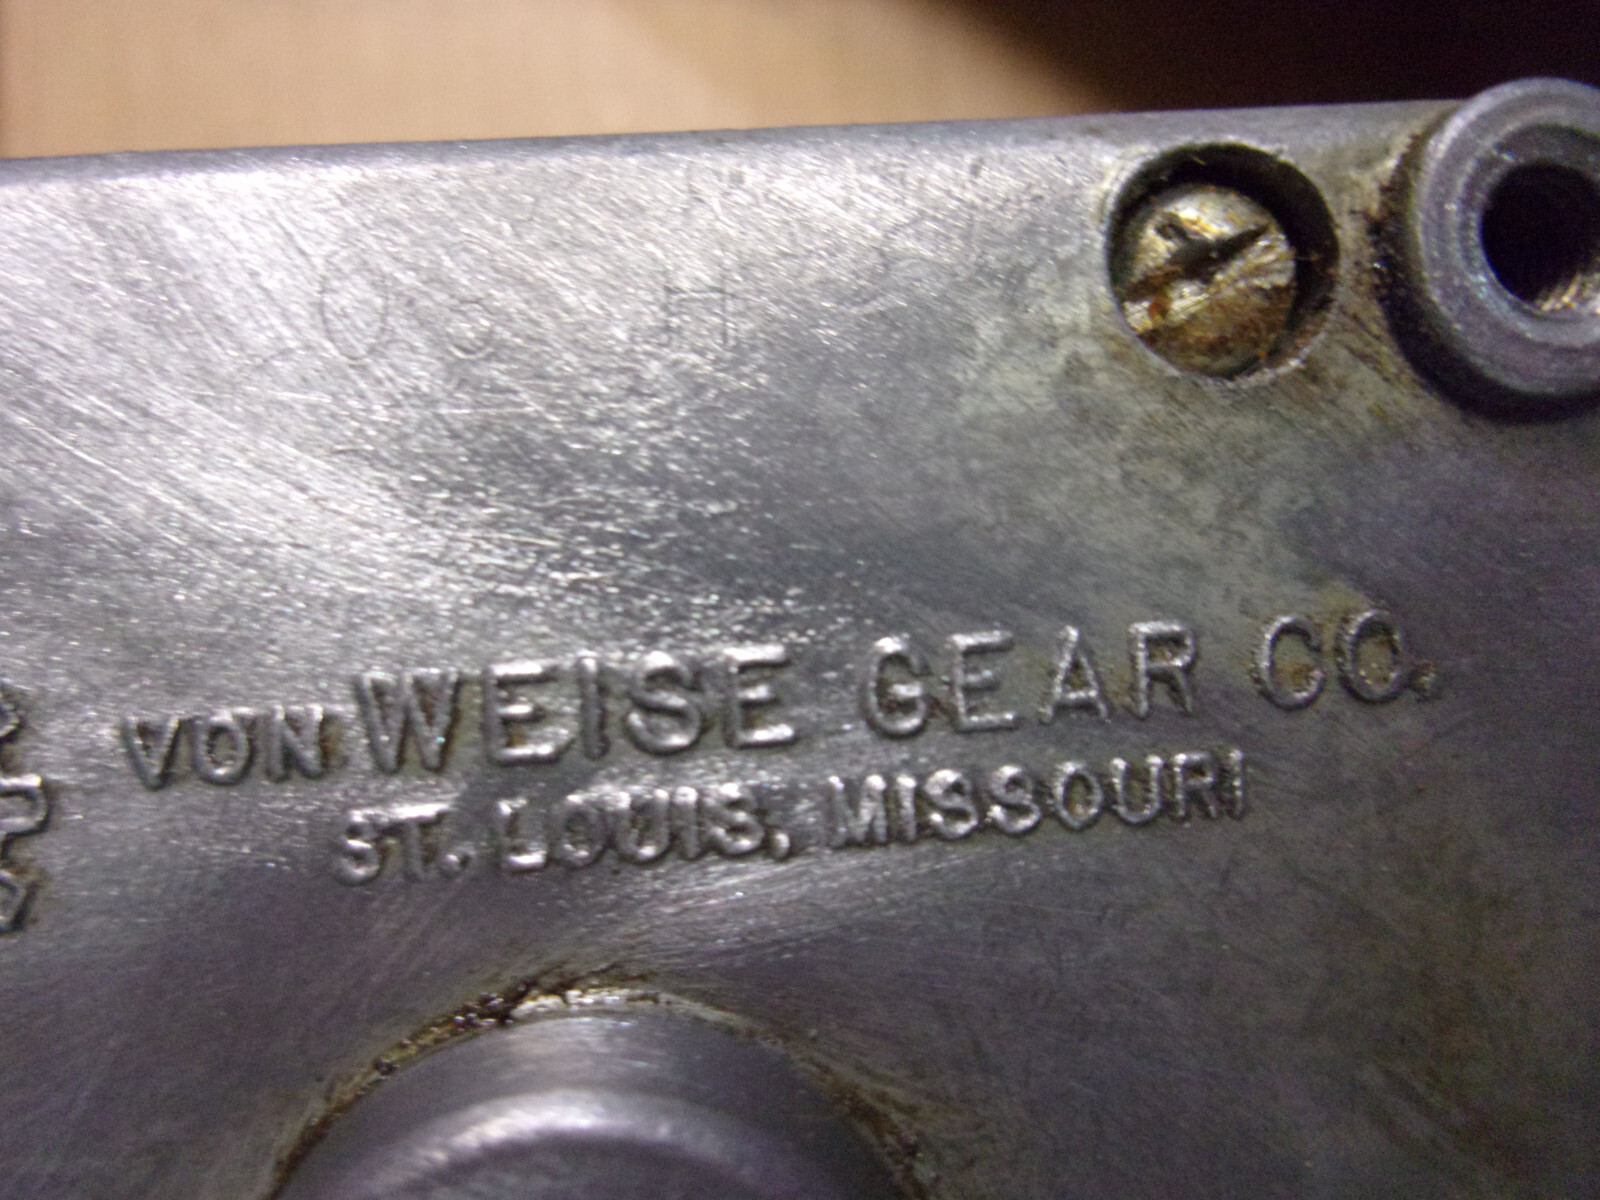 VON WEISE GEAR CO.
ST. LOUIS, MISSOURI